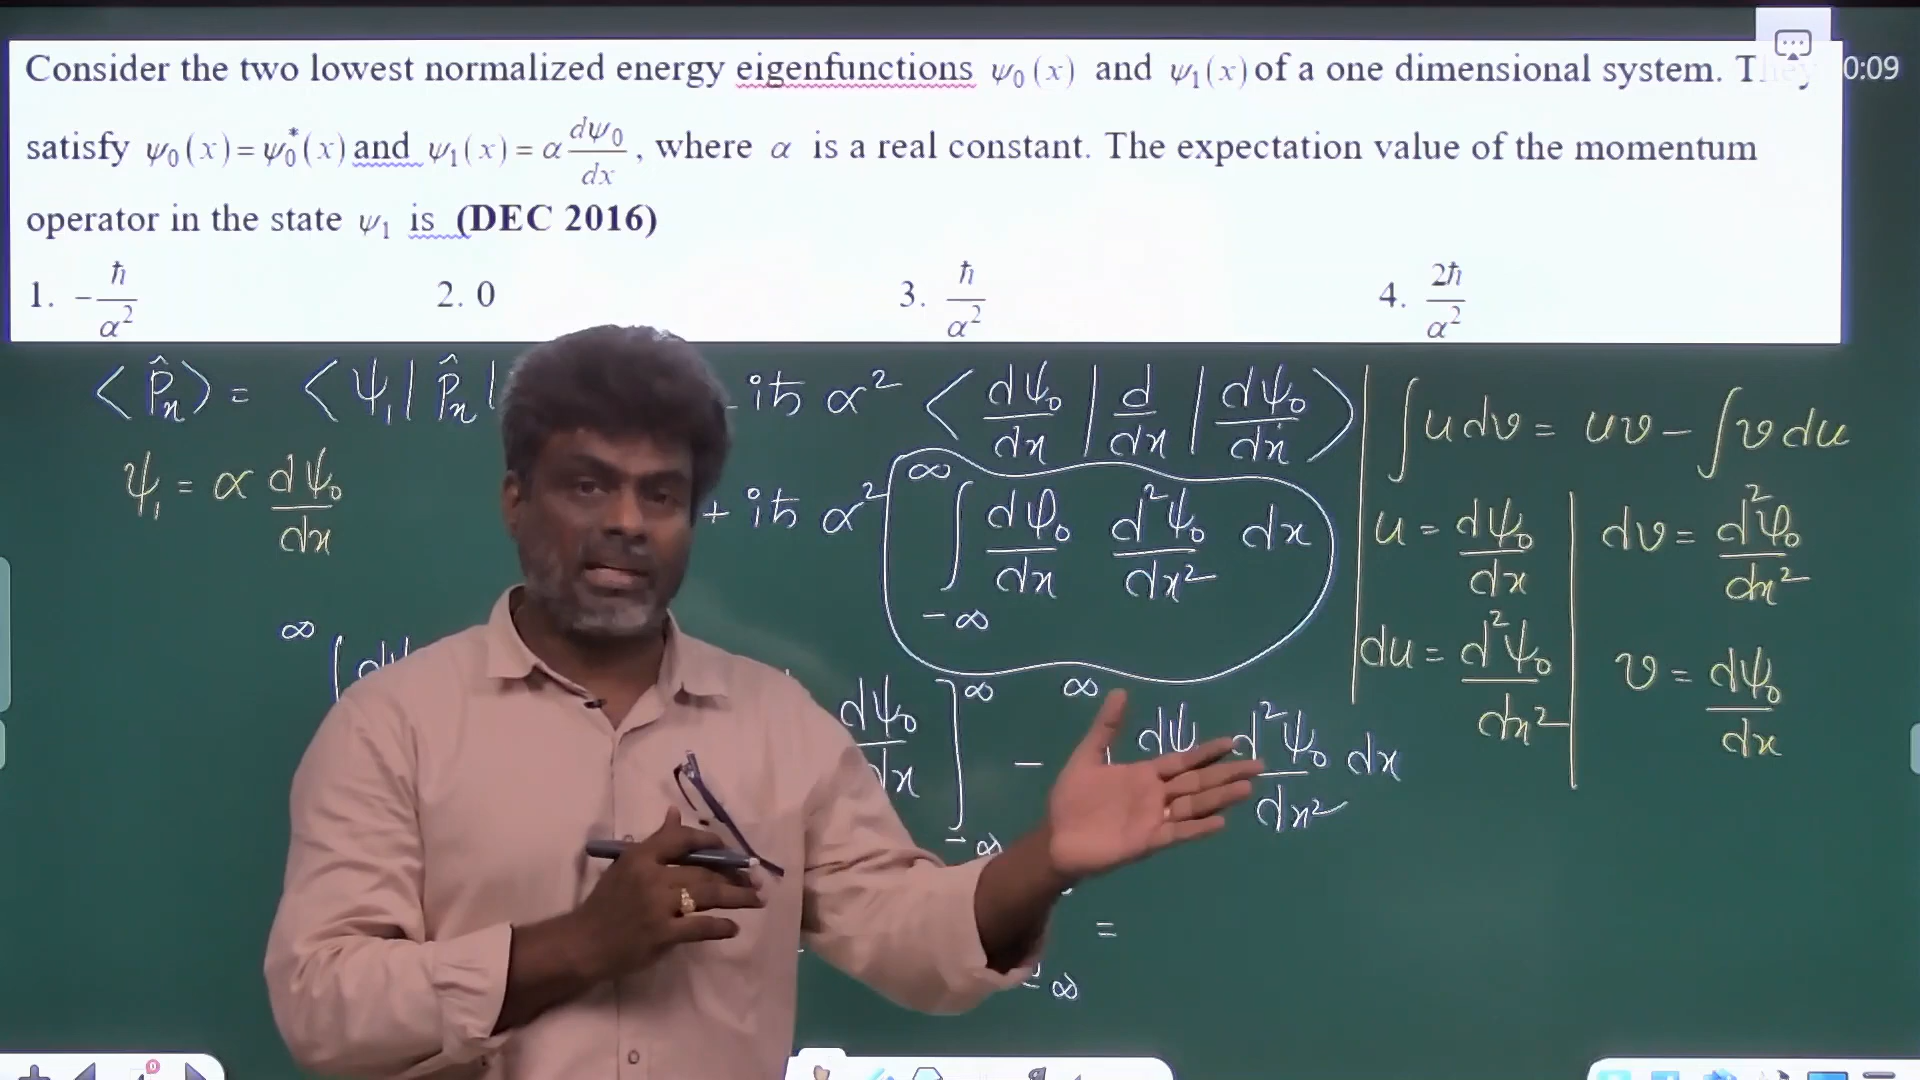 Consider the two lowest normalized energy eigenfunctions ψ₀(x) and ψ₁(x) of a one dimensional system. They
0:09
satisfy ψ₀(x) = ψ₀*(x) and ψ₁(x) = α dψ₀/dx, where α is a real constant. The expectation value of the momentum
operator in the state ψ₁ is (DEC 2016)
1. -ħ/α² 2. 0 3. ħ/α² 4. 2ħ/α²
⟨p̂ₓ⟩ = ⟨ψ₁| p̂ₓ |
- iħ α² ⟨dψ₀/dx | d/dx | dψ₀/dx⟩
ψ₁ = α dψ₀/dx
+ iħ α² ∫_{-∞}^{∞} dψ₀/dx d²ψ₀/dx² dx
∞
dψ₀/dx ]_{-∞}^{∞} - ∞ dψ d²ψ₀/dx² dx
=
-∞
∫u dv = uv - ∫v du
u = dψ₀/dx dv = d²ψ₀/dx²
du = d²ψ₀/dx² v = dψ₀/dx